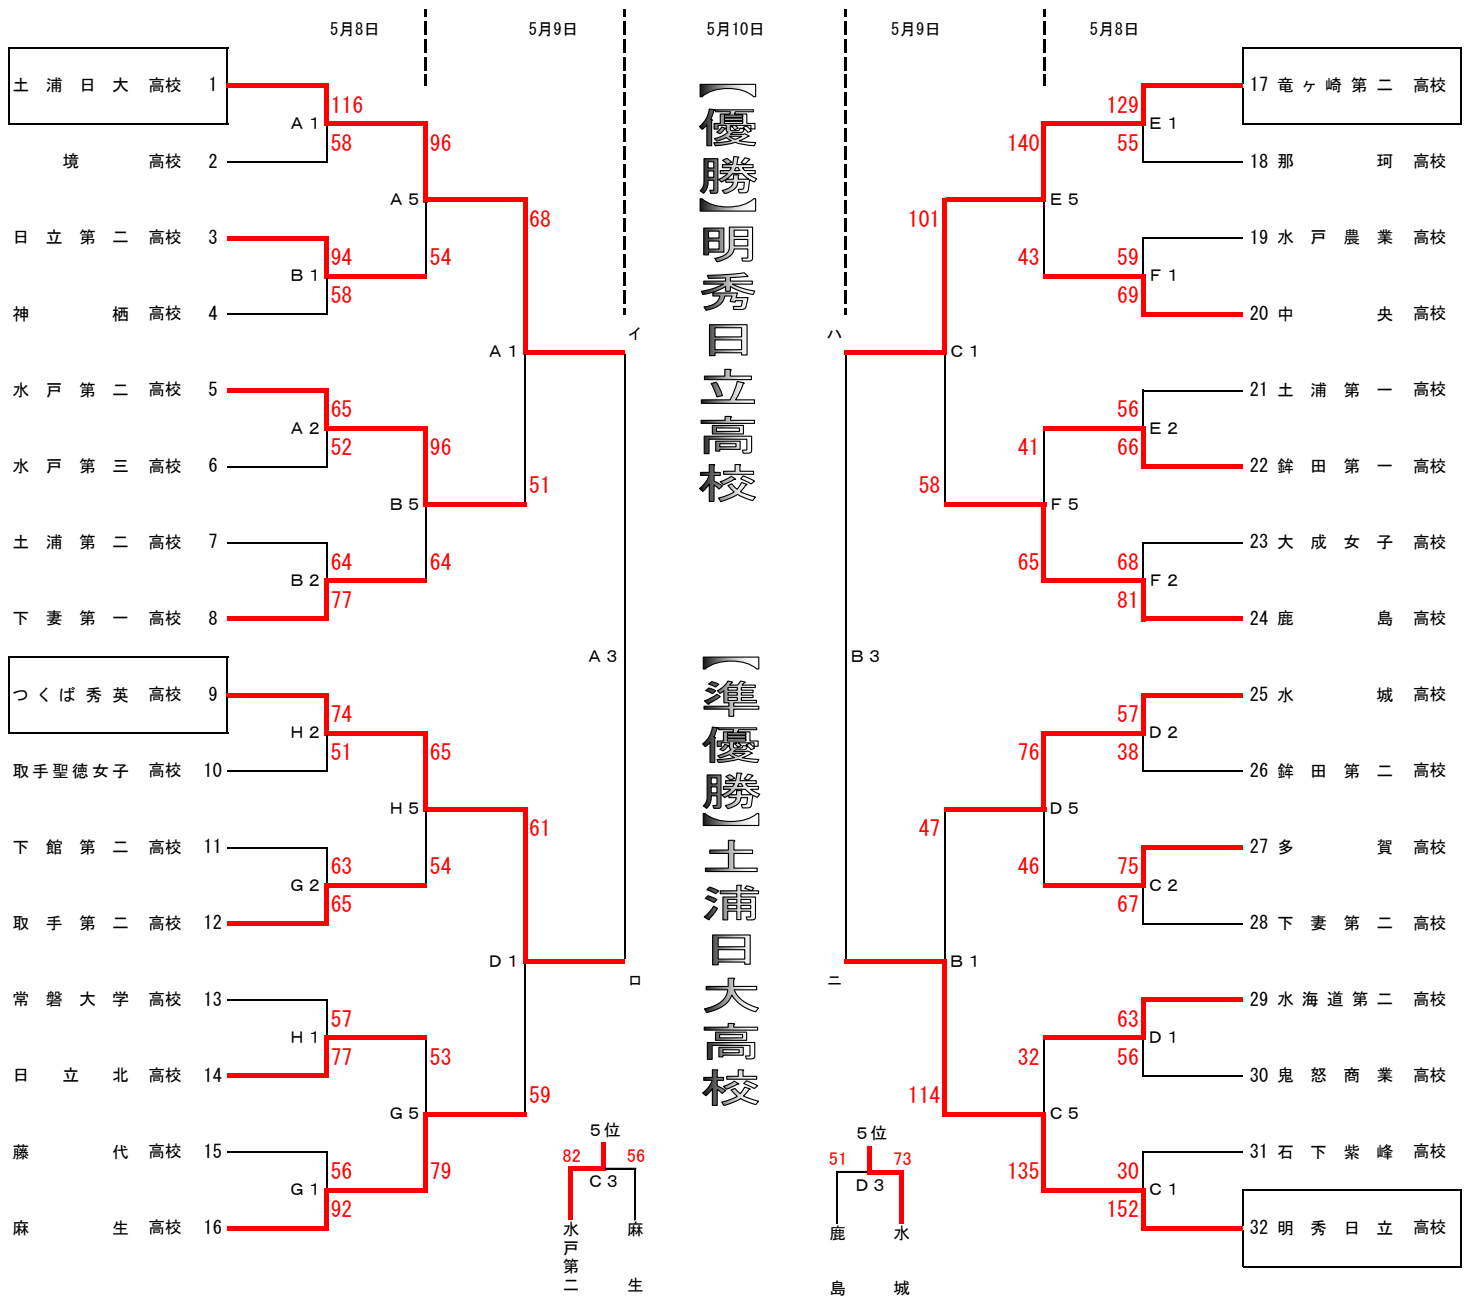 5月8日 5月9日 5月10日 5月9日 5月8日
【優勝】明秀日立高校
【準優勝】土浦日大高校
土浦日大 高校 1
116
A1
58
境 高校 2
96
A5
日立第二 高校 3
94
B1
58
54
神栖 高校 4
68
A1
イ
水戸第二 高校 5
65
A2
52
水戸第三 高校 6
96
B5
51
土浦第二 高校 7
64
B2
77
64
下妻第一 高校 8
A3
つくば秀英 高校 9
74
H2
51
取手聖徳女子 高校 10
65
H5
61
下館第二 高校 11
63
G2
65
54
取手第二 高校 12
D1
ロ
常磐大学 高校 13
57
H1
77
日立北 高校 14
53
G5
59
藤代 高校 15
56
G1
92
79
麻生 高校 16
17 竜ヶ崎第二 高校
129
E1
55
18 那珂 高校
140
E5
101
19 水戸農業 高校
59
F1
69
43
20 中央 高校
ハ
C1
21 土浦第一 高校
56
E2
66
22 鉾田第一 高校
41
F5
58
23 大成女子 高校
68
F2
81
65
24 鹿島 高校
B3
25 水城 高校
57
D2
38
26 鉾田第二 高校
76
D5
47
27 多賀 高校
75
C2
67
46
28 下妻第二 高校
B1
ニ
29 水海道第二 高校
63
D1
56
30 鬼怒商業 高校
32
C5
114
31 石下紫峰 高校
30
C1
152
135
32 明秀日立 高校
5位
82 56
C3
水戸第二 麻生
5位
51 73
D3
鹿島 水城